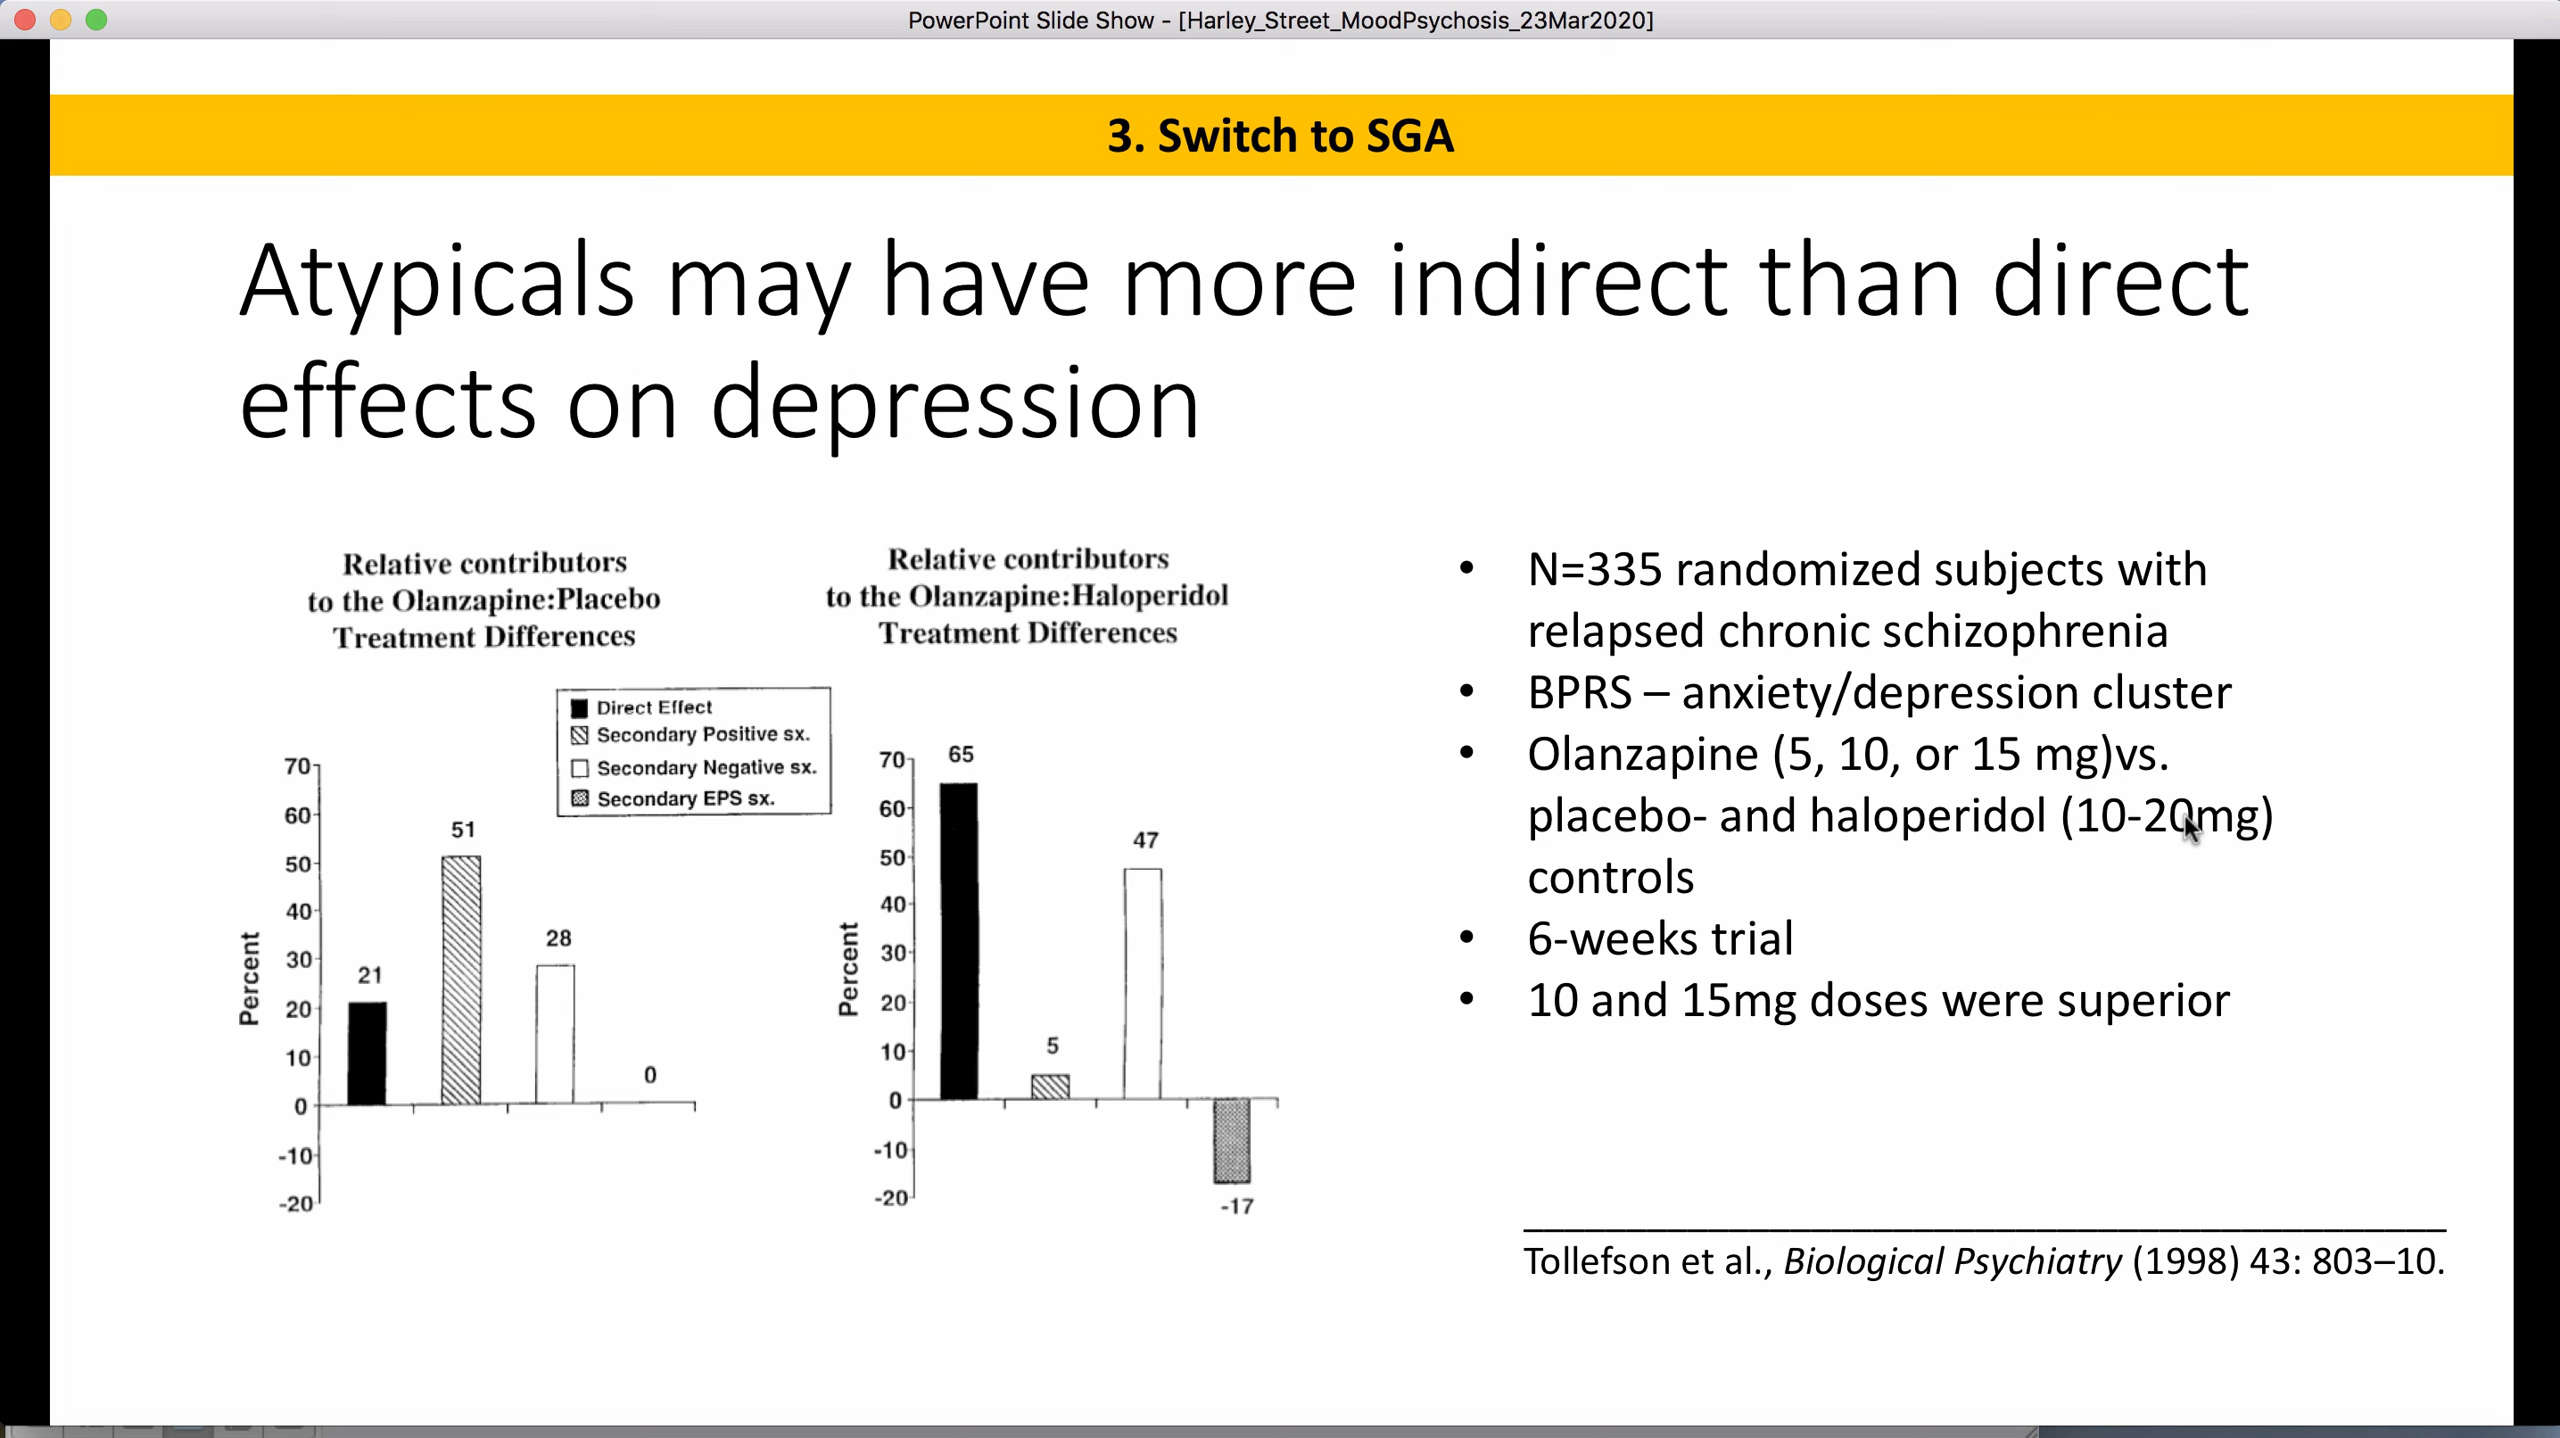 PowerPoint Slide Show - [Harley_Street_MoodPsychosis_23Mar2020]
3. Switch to SGA
Atypicals may have more indirect than direct
effects on depression
Relative contributors
to the Olanzapine:Placebo
Treatment Differences
Direct Effect
Secondary Positive sx.
Secondary Negative sx.
Secondary EPS sx.
Percent
70
60
50
40
30
20
10
0
-10
-20
21
51
28
0
Relative contributors
to the Olanzapine:Haloperidol
Treatment Differences
Percent
70
60
50
40
30
20
10
0
-10
-20
65
5
47
-17
• N=335 randomized subjects with
relapsed chronic schizophrenia
• BPRS – anxiety/depression cluster
• Olanzapine (5, 10, or 15 mg)vs.
placebo- and haloperidol (10-20mg)
controls
• 6-weeks trial
• 10 and 15mg doses were superior
Tollefson et al., Biological Psychiatry (1998) 43: 803–10.